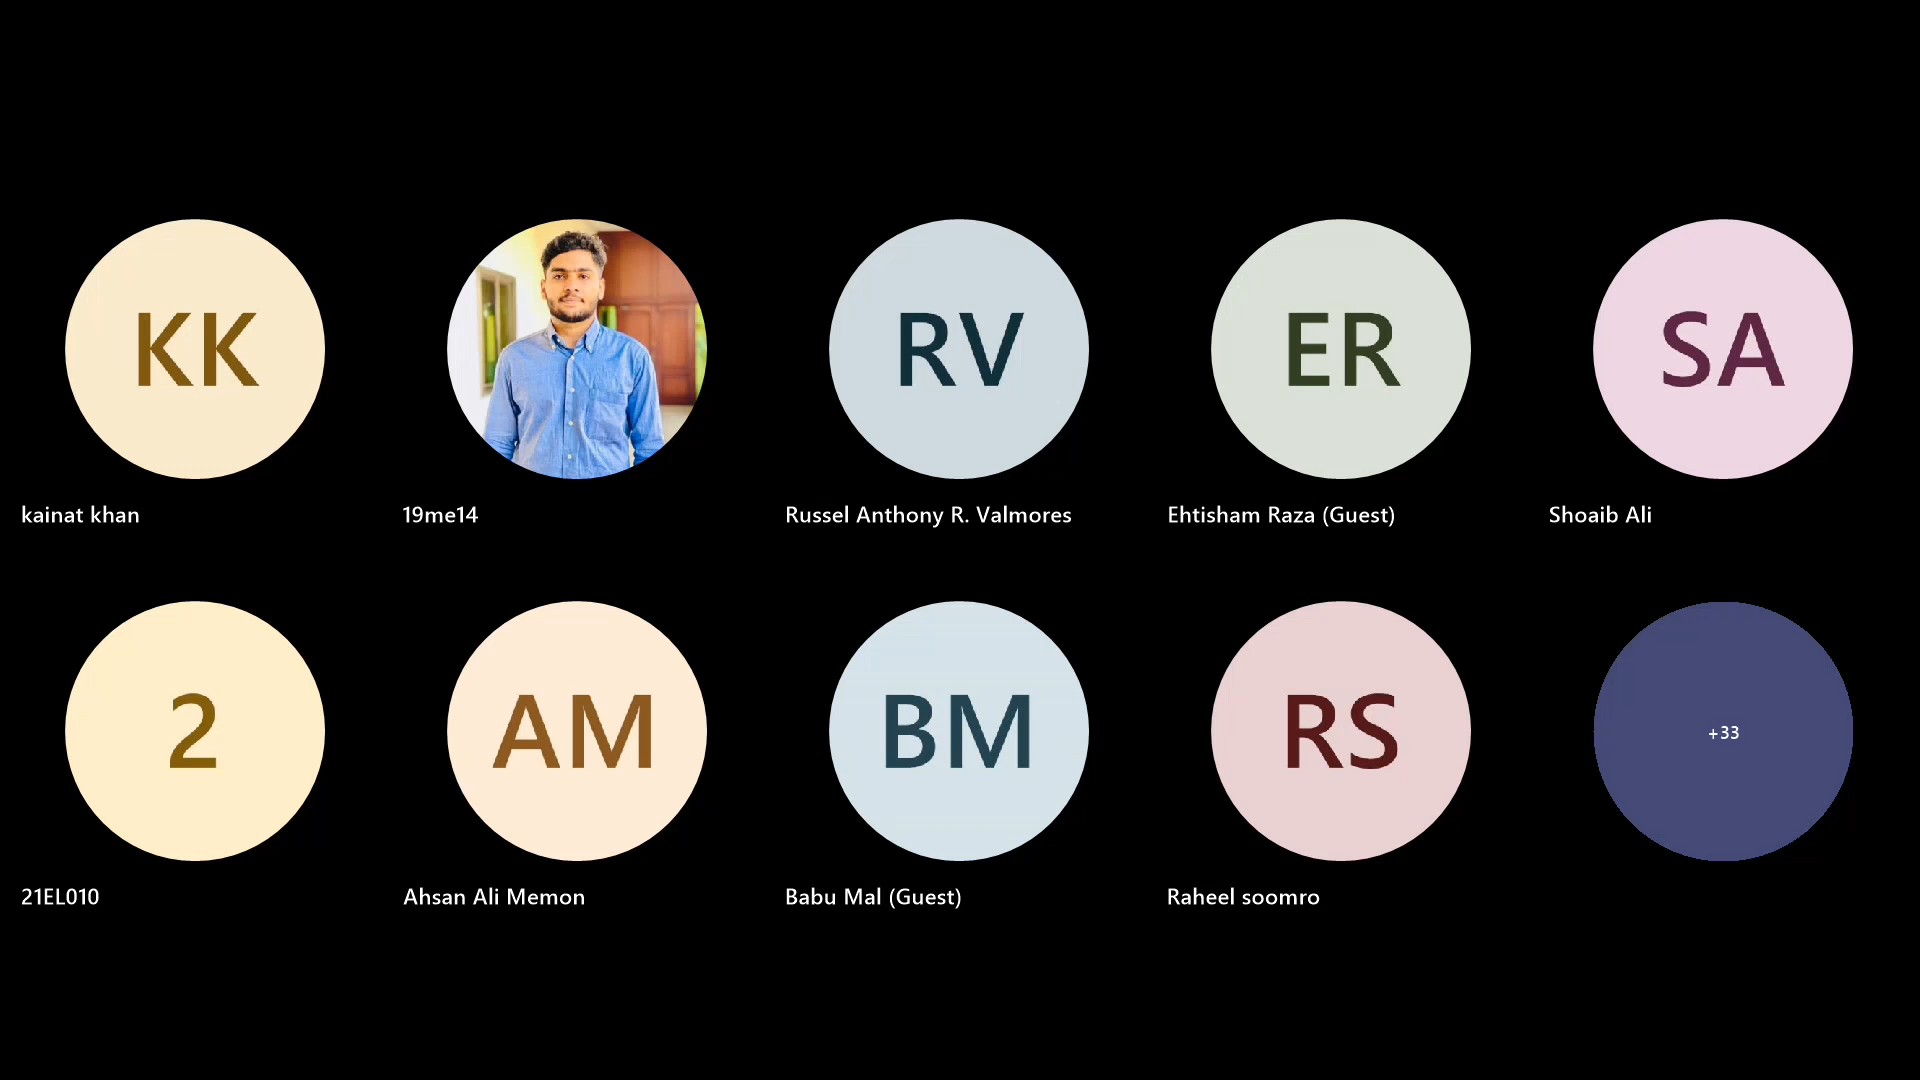 KK
RV
ER
SA
kainat khan
19me14
Russel Anthony R. Valmores
Ehtisham Raza (Guest)
Shoaib Ali
2
AM
BM
RS
+33
21EL010
Ahsan Ali Memon
Babu Mal (Guest)
Raheel soomro